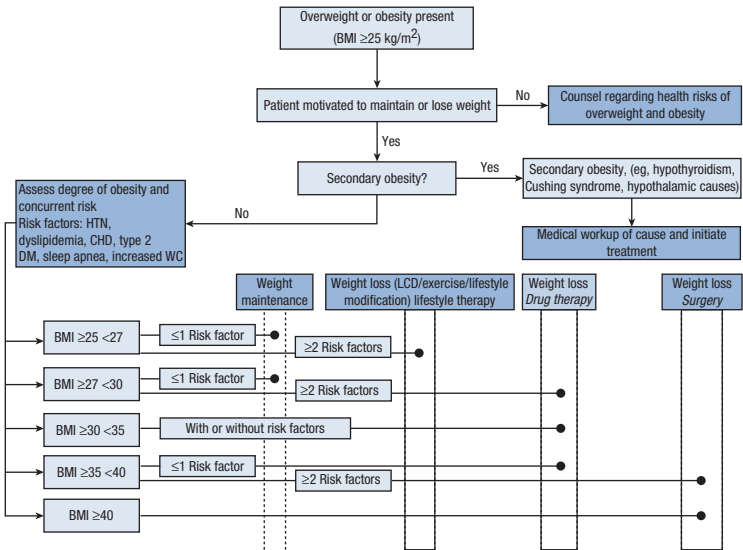 Overweight or obesity present
(BMI ≥25 kg/m²)
Patient motivated to maintain or lose weight
No
Counsel regarding health risks of
overweight and obesity
Yes
Secondary obesity?
Yes
Secondary obesity, (eg, hypothyroidism,
Cushing syndrome, hypothalamic causes)
Medical workup of cause and initiate
treatment
No
Assess degree of obesity and
concurrent risk
Risk factors: HTN,
dyslipidemia, CHD, type 2
DM, sleep apnea, increased WC
Weight
maintenance
Weight loss (LCD/exercise/lifestyle
modification) lifestyle therapy
Weight loss
Drug therapy
Weight loss
Surgery
BMI ≥25 <27
≤1 Risk factor
≥2 Risk factors
BMI ≥27 <30
≤1 Risk factor
≥2 Risk factors
BMI ≥30 <35
With or without risk factors
BMI ≥35 <40
≤1 Risk factor
≥2 Risk factors
BMI ≥40